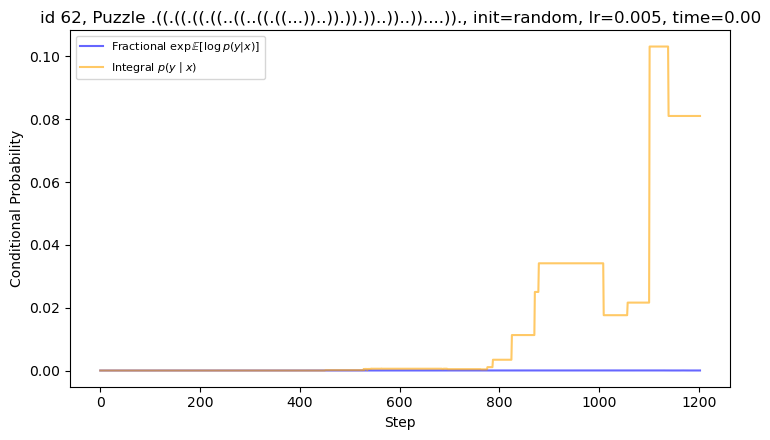 id 62, Puzzle .((.((.((.((..((..((.((...))..)).)).))..))..))....))., init=random, lr=0.005, time=0.00
Fractional exp𝔼[log p(y|x)]
Integral p(y | x)
Conditional Probability
0.10
0.08
0.06
0.04
0.02
0.00
0 200 400 600 800 1000 1200
Step